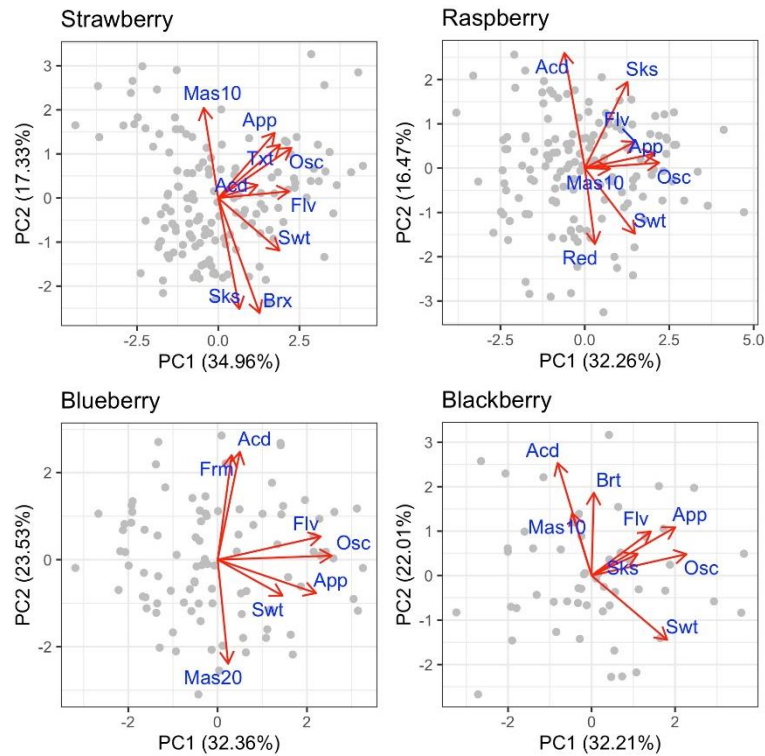 Strawberry
3
2
1
0
-1
-2
PC2 (17.33%)
Mas10
App
Txt
Osc
Acd
Flv
Swt
Sks
Brx
-2.5
0.0
2.5
PC1 (34.96%)
Raspberry
2
1
0
-1
-2
-3
PC2 (16.47%)
Acd
Sks
Flv
App
Mas10
Osc
Swt
Red
-2.5
0.0
2.5
5.0
PC1 (32.26%)
Blueberry
2
0
-2
PC2 (23.53%)
Acd
Frm
Flv
Osc
App
Swt
Mas20
-2
0
2
PC1 (32.36%)
Blackberry
3
2
1
0
-1
-2
PC2 (22.01%)
Acd
Brt
Mas10
Flv
App
Sks
Osc
Swt
-2
0
2
PC1 (32.21%)